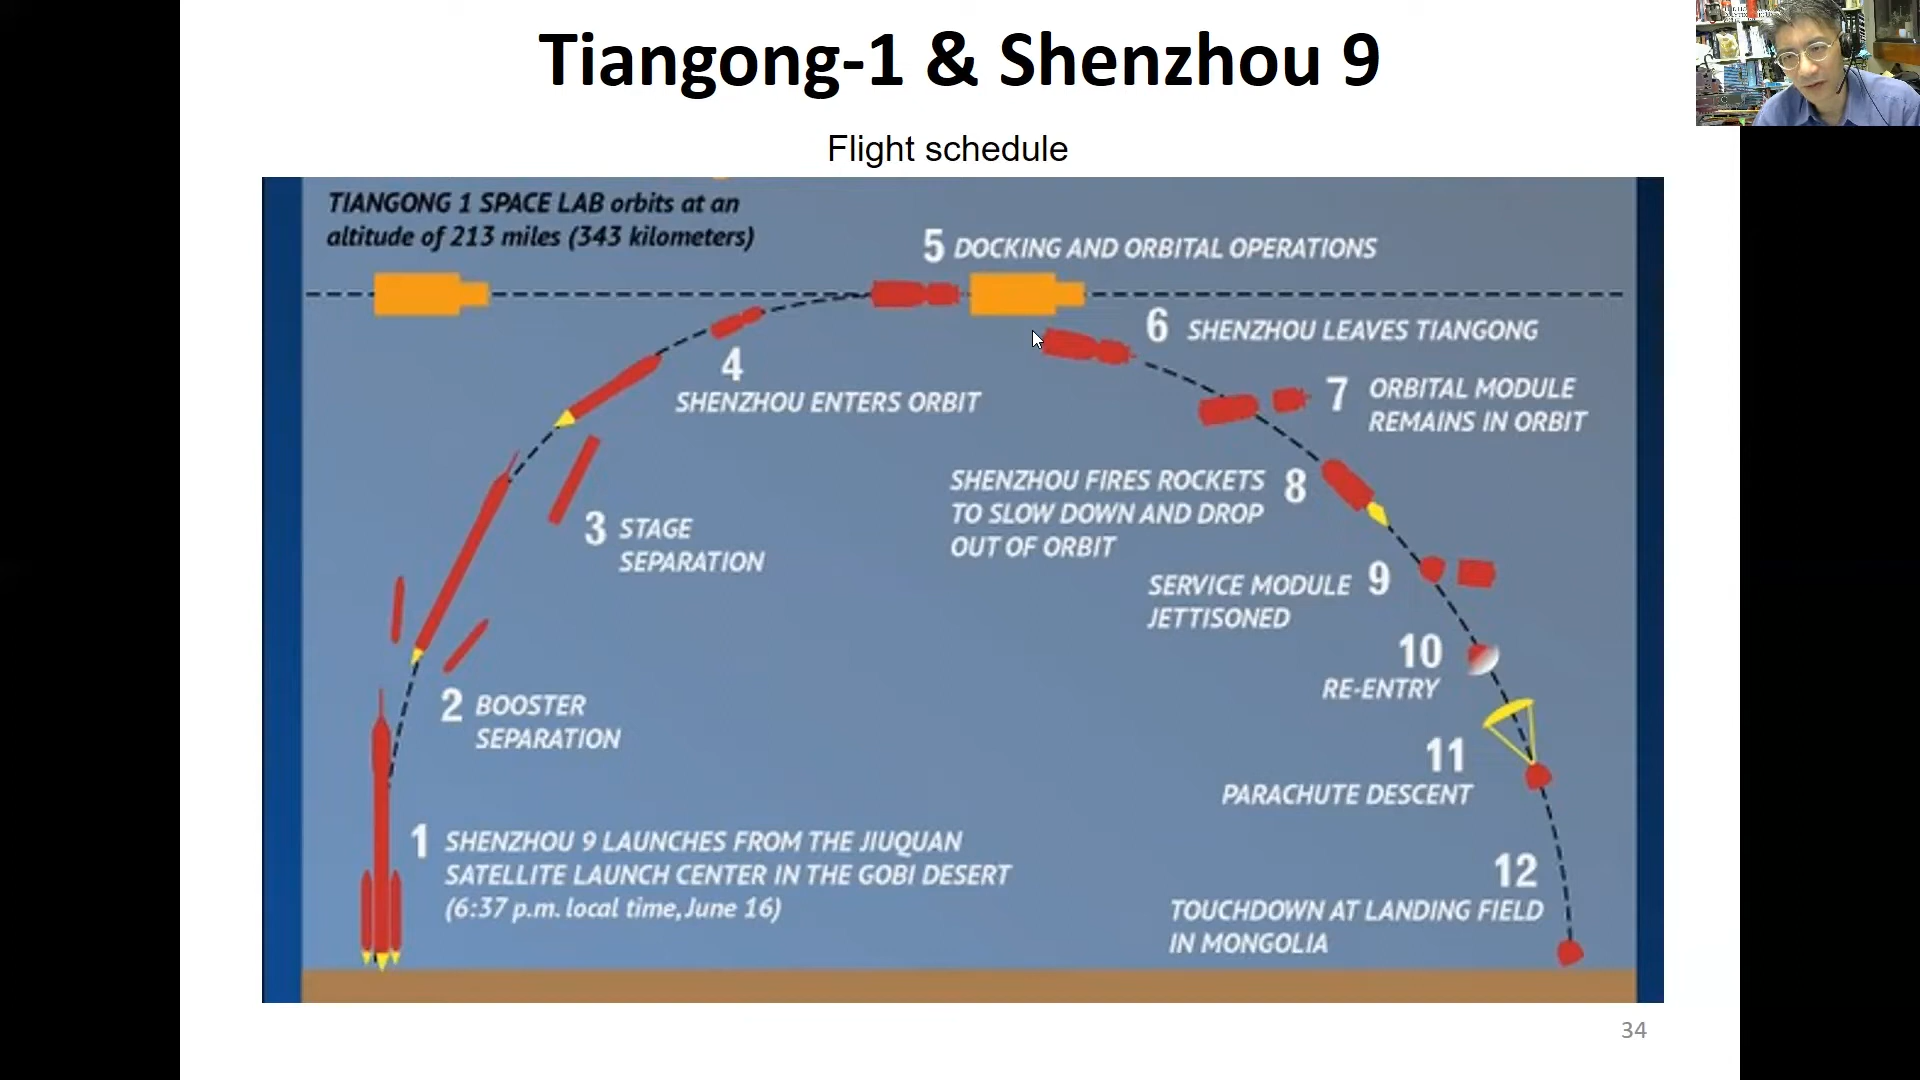 Tiangong-1 & Shenzhou 9
Flight schedule
TIANGONG 1 SPACE LAB orbits at an
altitude of 213 miles (343 kilometers)
5 DOCKING AND ORBITAL OPERATIONS
6 SHENZHOU LEAVES TIANGONG
4
SHENZHOU ENTERS ORBIT
7 ORBITAL MODULE
REMAINS IN ORBIT
SHENZHOU FIRES ROCKETS 8
TO SLOW DOWN AND DROP
OUT OF ORBIT
3 STAGE
SEPARATION
SERVICE MODULE 9
JETTISONED
10
RE-ENTRY
2 BOOSTER
SEPARATION
11
PARACHUTE DESCENT
1 SHENZHOU 9 LAUNCHES FROM THE JIUQUAN
SATELLITE LAUNCH CENTER IN THE GOBI DESERT
(6:37 p.m. local time, June 16)
12
TOUCHDOWN AT LANDING FIELD
IN MONGOLIA
34